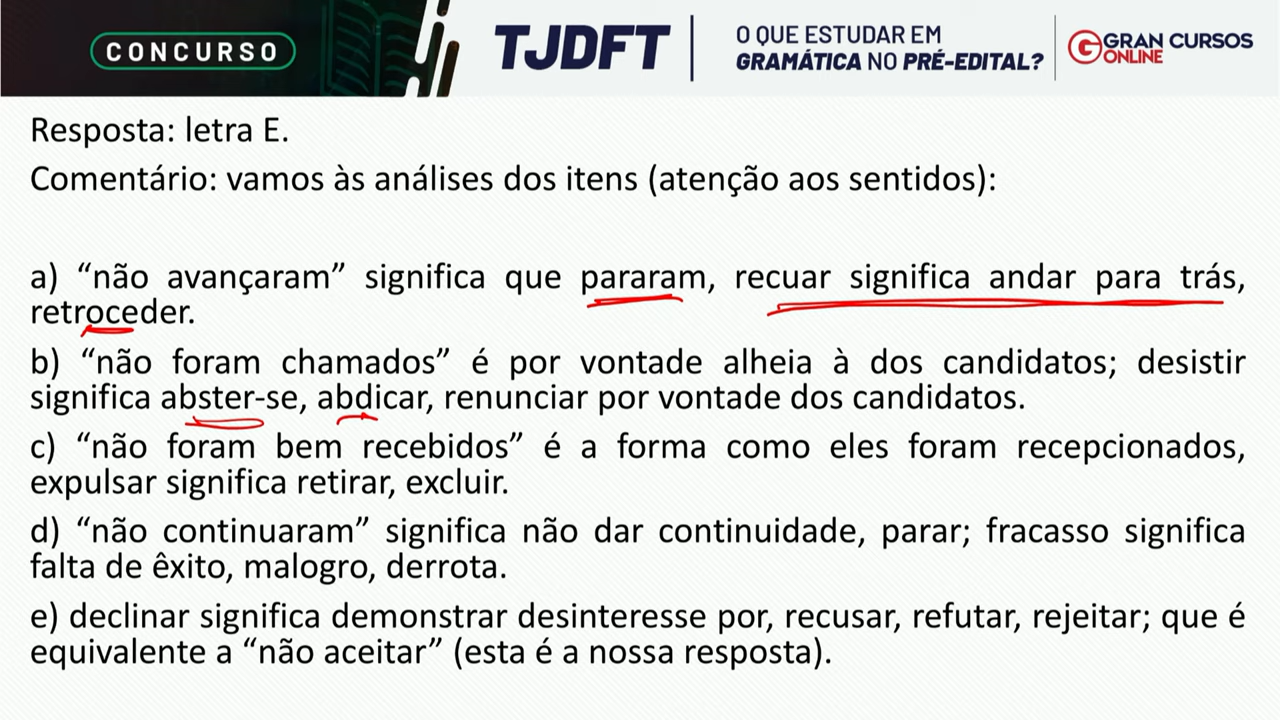 CONCURSO
TJDFT
O QUE ESTUDAR EM
GRAMÁTICA NO PRÉ-EDITAL?
GRAN CURSOS
ONLINE
Resposta: letra E.
Comentário: vamos às análises dos itens (atenção aos sentidos):
a) “não avançaram” significa que pararam, recuar significa andar para trás,
retroceder.
b) “não foram chamados” é por vontade alheia à dos candidatos; desistir
significa abster-se, abdicar, renunciar por vontade dos candidatos.
c) “não foram bem recebidos” é a forma como eles foram recepcionados,
expulsar significa retirar, excluir.
d) “não continuaram” significa não dar continuidade, parar; fracasso significa
falta de êxito, malogro, derrota.
e) declinar significa demonstrar desinteresse por, recusar, refutar, rejeitar; que é
equivalente a “não aceitar” (esta é a nossa resposta).